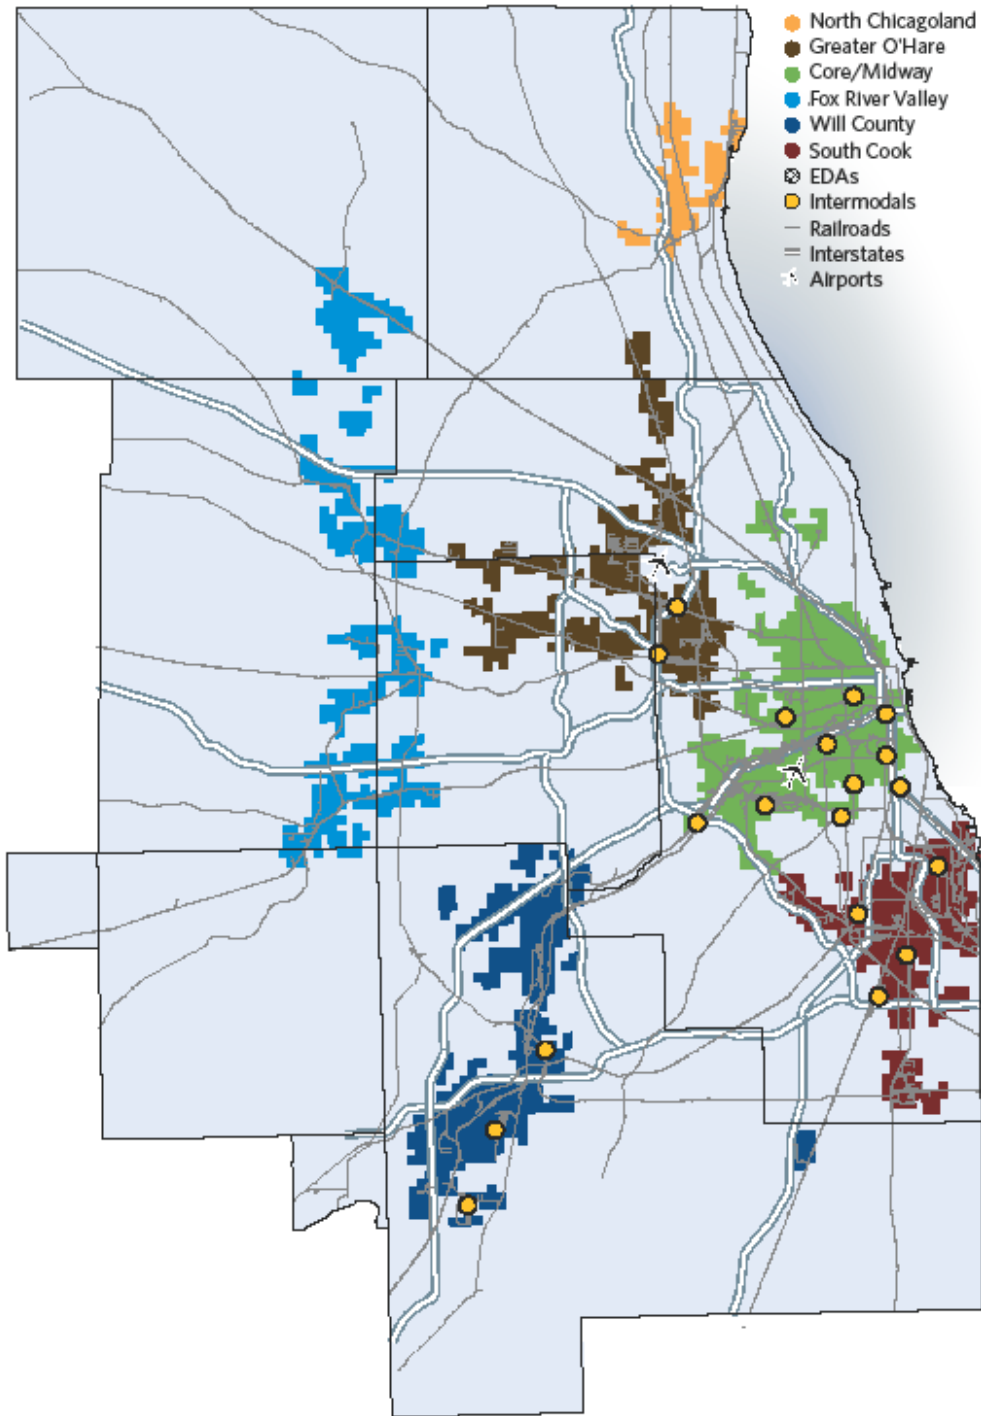 North Chicagoland
Greater O'Hare
Core/Midway
.Fox River Valley
Will County
South Cook
EDAs
Intermodals
Railroads
Interstates
Airports